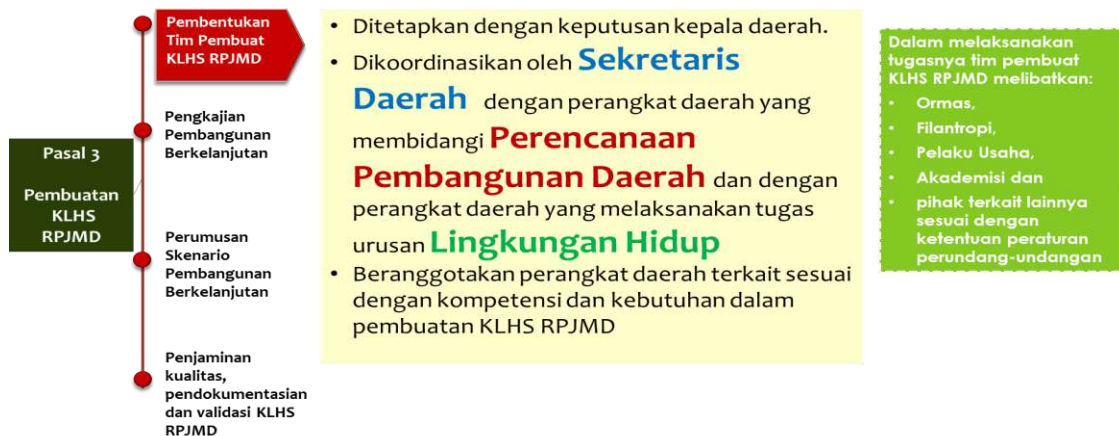 Pasal 3
Pembuatan
KLHS
RPJMD
Pembentukan
Tim Pembuat
KLHS RPJMD
Pengkajian
Pembangunan
Berkelanjutan
Perumusan
Skenario
Pembangunan
Berkelanjutan
Penjaminan
kualitas,
pendokumentasian
dan validasi KLHS
RPJMD
• Ditetapkan dengan keputusan kepala daerah.
• Dikoordinasikan oleh Sekretaris
Daerah dengan perangkat daerah yang
membidangi Perencanaan
Pembangunan Daerah dan dengan
perangkat daerah yang melaksanakan tugas
urusan Lingkungan Hidup
• Beranggotakan perangkat daerah terkait sesuai
dengan kompetensi dan kebutuhan dalam
pembuatan KLHS RPJMD
Dalam melaksanakan
tugasnya tim pembuat
KLHS RPJMD melibatkan:
• Ormas,
• Filantropi,
• Pelaku Usaha,
• Akademisi dan
• pihak terkait lainnya
sesuai dengan
ketentuan peraturan
perundang-undangan